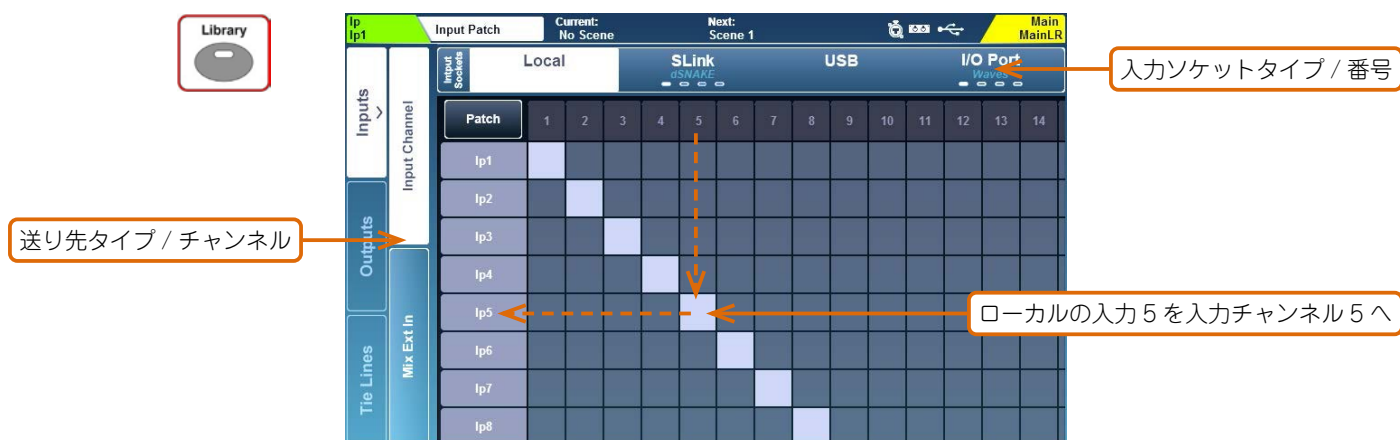 Library
Ip
Ip1
Input Patch
Current:
No Scene
Next:
Scene 1
Main
MainLR
Intput
Sockets
Local
SLink
dSNAKE
USB
I/O Port
Waves
入力ソケットタイプ / 番号
Inputs >
Input Channel
Patch 1 2 3 4 5 6 7 8 9 10 11 12 13 14
Ip1
Ip2
Ip3
Ip4
Ip5
Ip6
Ip7
Ip8
Outputs
送り先タイプ / チャンネル
ローカルの入力 5 を入力チャンネル 5 へ
Mix Ext In
Tie Lines